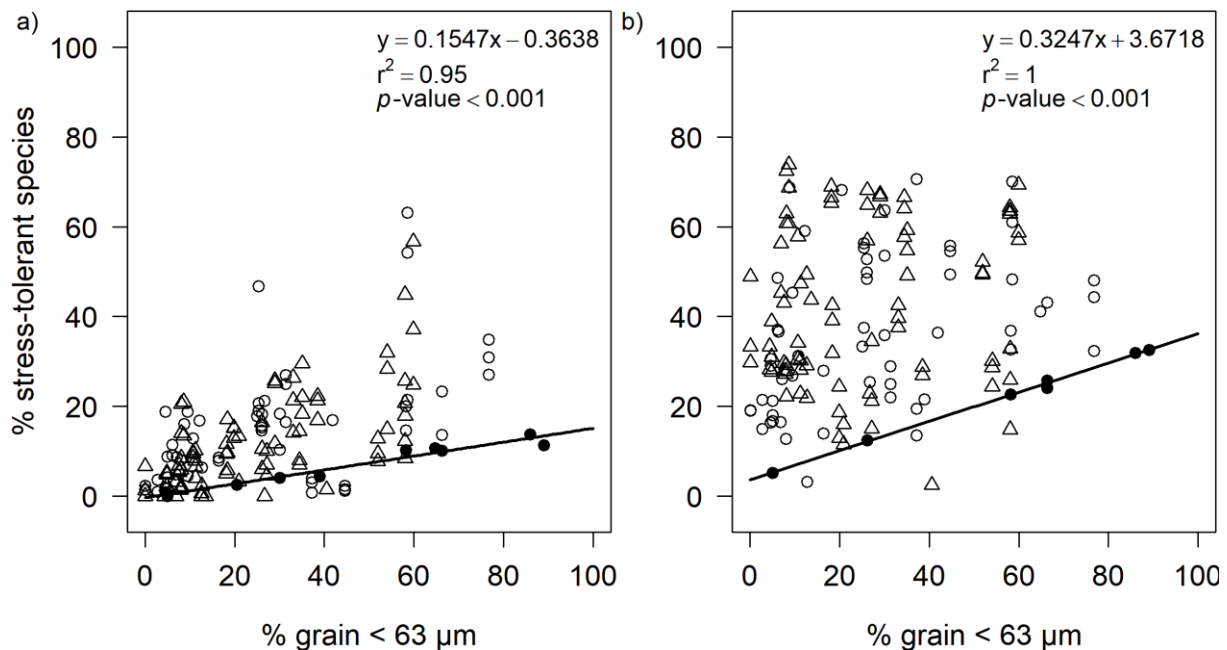 a)
y = 0.1547x − 0.3638
r² = 0.95
p-value < 0.001
100
80
60
40
20
0
% stress-tolerant species
0 20 40 60 80 100
% grain < 63 µm
b)
y = 0.3247x + 3.6718
r² = 1
p-value < 0.001
100
80
60
40
20
0
0 20 40 60 80 100
% grain < 63 µm